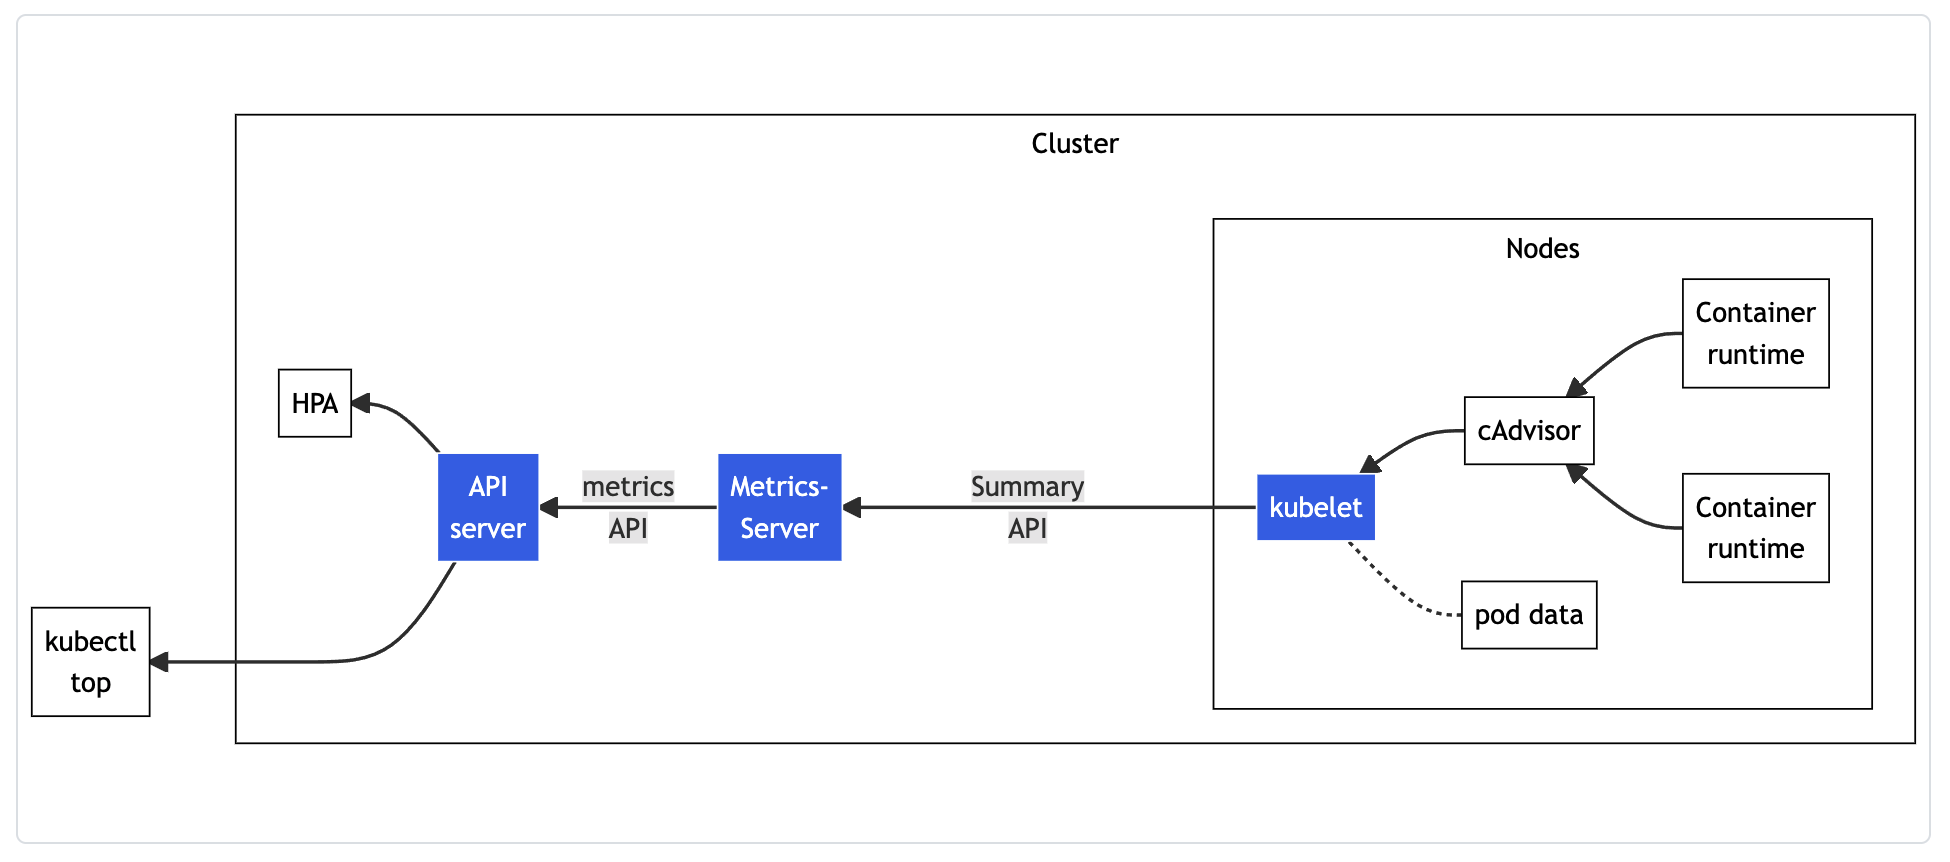 Cluster
Nodes
Container
runtime
HPA
cAdvisor
API
server
metrics
API
Metrics-
Server
Summary
API
kubelet
Container
runtime
pod data
kubectl
top